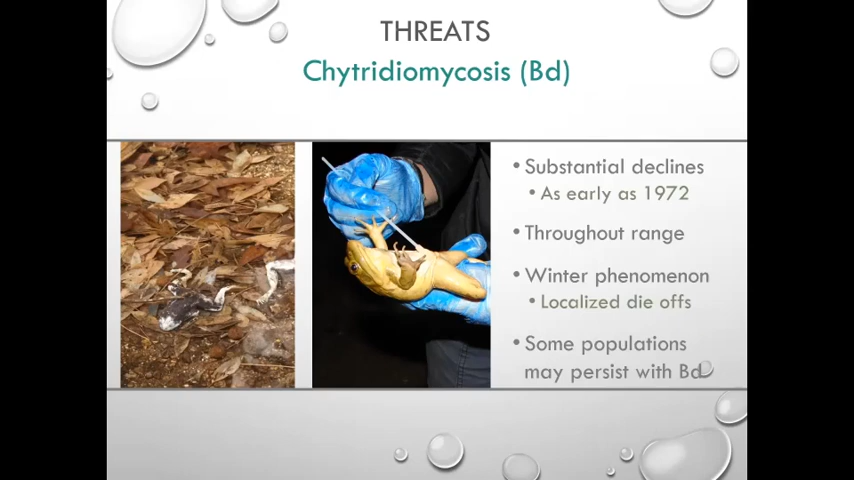 THREATS
Chytridiomycosis (Bd)
• Substantial declines
• As early as 1972
• Throughout range
• Winter phenomenon
• Localized die offs
• Some populations
may persist with Bd